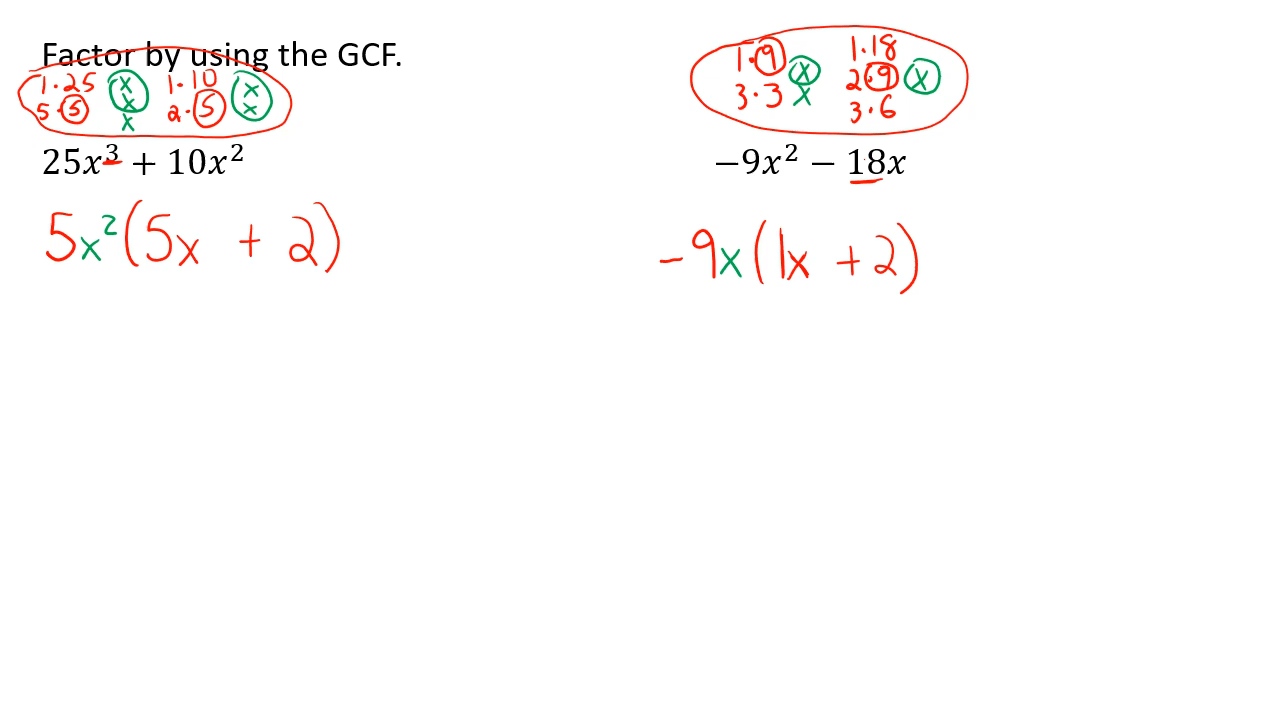 Factor by using the GCF.
1·25 x 1·10 x
5·5 x 2·5 x
x
25x³ + 10x²
5x²(5x + 2)
1·9 x 1·18
3·3 x 2·9 x
3·6
−9x² − 18x
-9x(1x + 2)